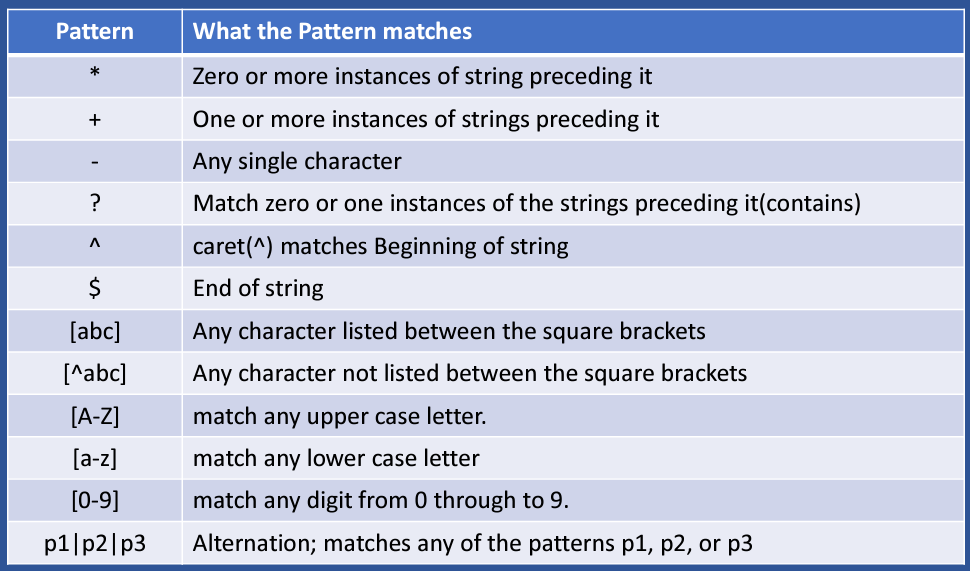 Pattern What the Pattern matches
* Zero or more instances of string preceding it
+ One or more instances of strings preceding it
- Any single character
? Match zero or one instances of the strings preceding it(contains)
^ caret(^) matches Beginning of string
$ End of string
[abc] Any character listed between the square brackets
[^abc] Any character not listed between the square brackets
[A-Z] match any upper case letter.
[a-z] match any lower case letter
[0-9] match any digit from 0 through to 9.
p1|p2|p3 Alternation; matches any of the patterns p1, p2, or p3